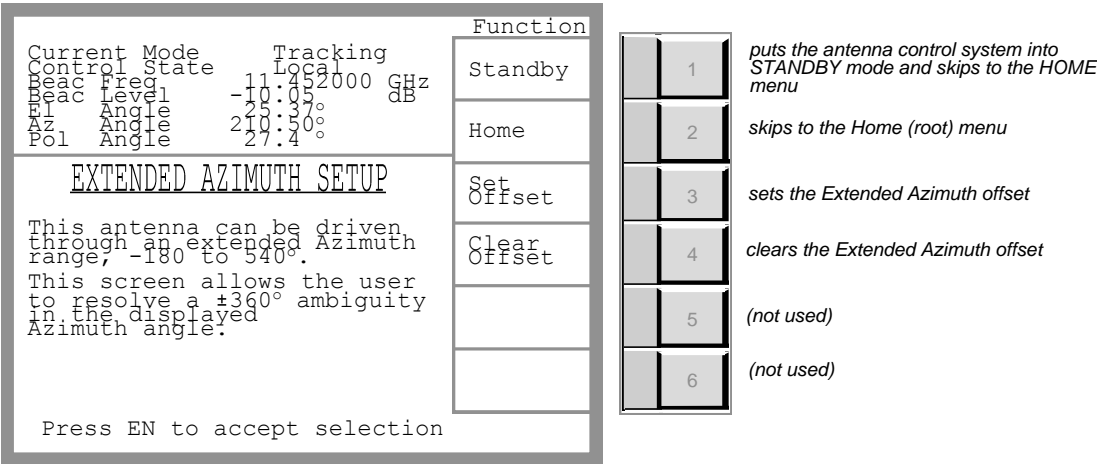 Function
Current Mode Tracking
Control State Local
Beac Freq 11.452000 GHz
Beac Level -10.05 dB
El Angle 25.37°
Az Angle 210.50°
Pol Angle 27.4 °
Standby
Home
Set
Offset
Clear
Offset
EXTENDED AZIMUTH SETUP
This antenna can be driven
through an extended Azimuth
range, -180 to 540°.
This screen allows the user
to resolve a ±360° ambiguity
in the displayed
Azimuth angle.
Press EN to accept selection
1
puts the antenna control system into
STANDBY mode and skips to the HOME
menu
2
skips to the Home (root) menu
3
sets the Extended Azimuth offset
4
clears the Extended Azimuth offset
5
(not used)
6
(not used)